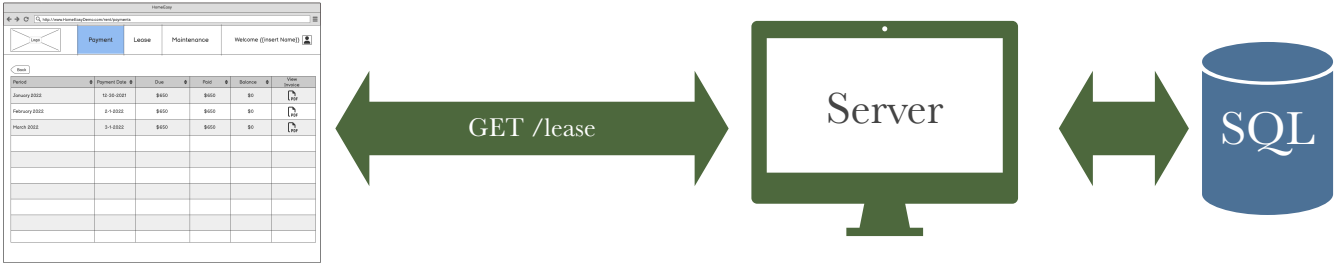 HomeEasy
http://www.HomeEasyDemo.com/rent/payments
Logo
Payment
Lease
Maintenance
Welcome {{insert Name}}
Back
Period
Payment Date
Due
Paid
Balance
View
Invoice
January 2022 12-20-2021 $650 $650 $0 PDF
February 2022 2-1-2022 $650 $650 $0 PDF
March 2022 3-1-2022 $650 $650 $0 PDF
GET /lease
Server
SQL